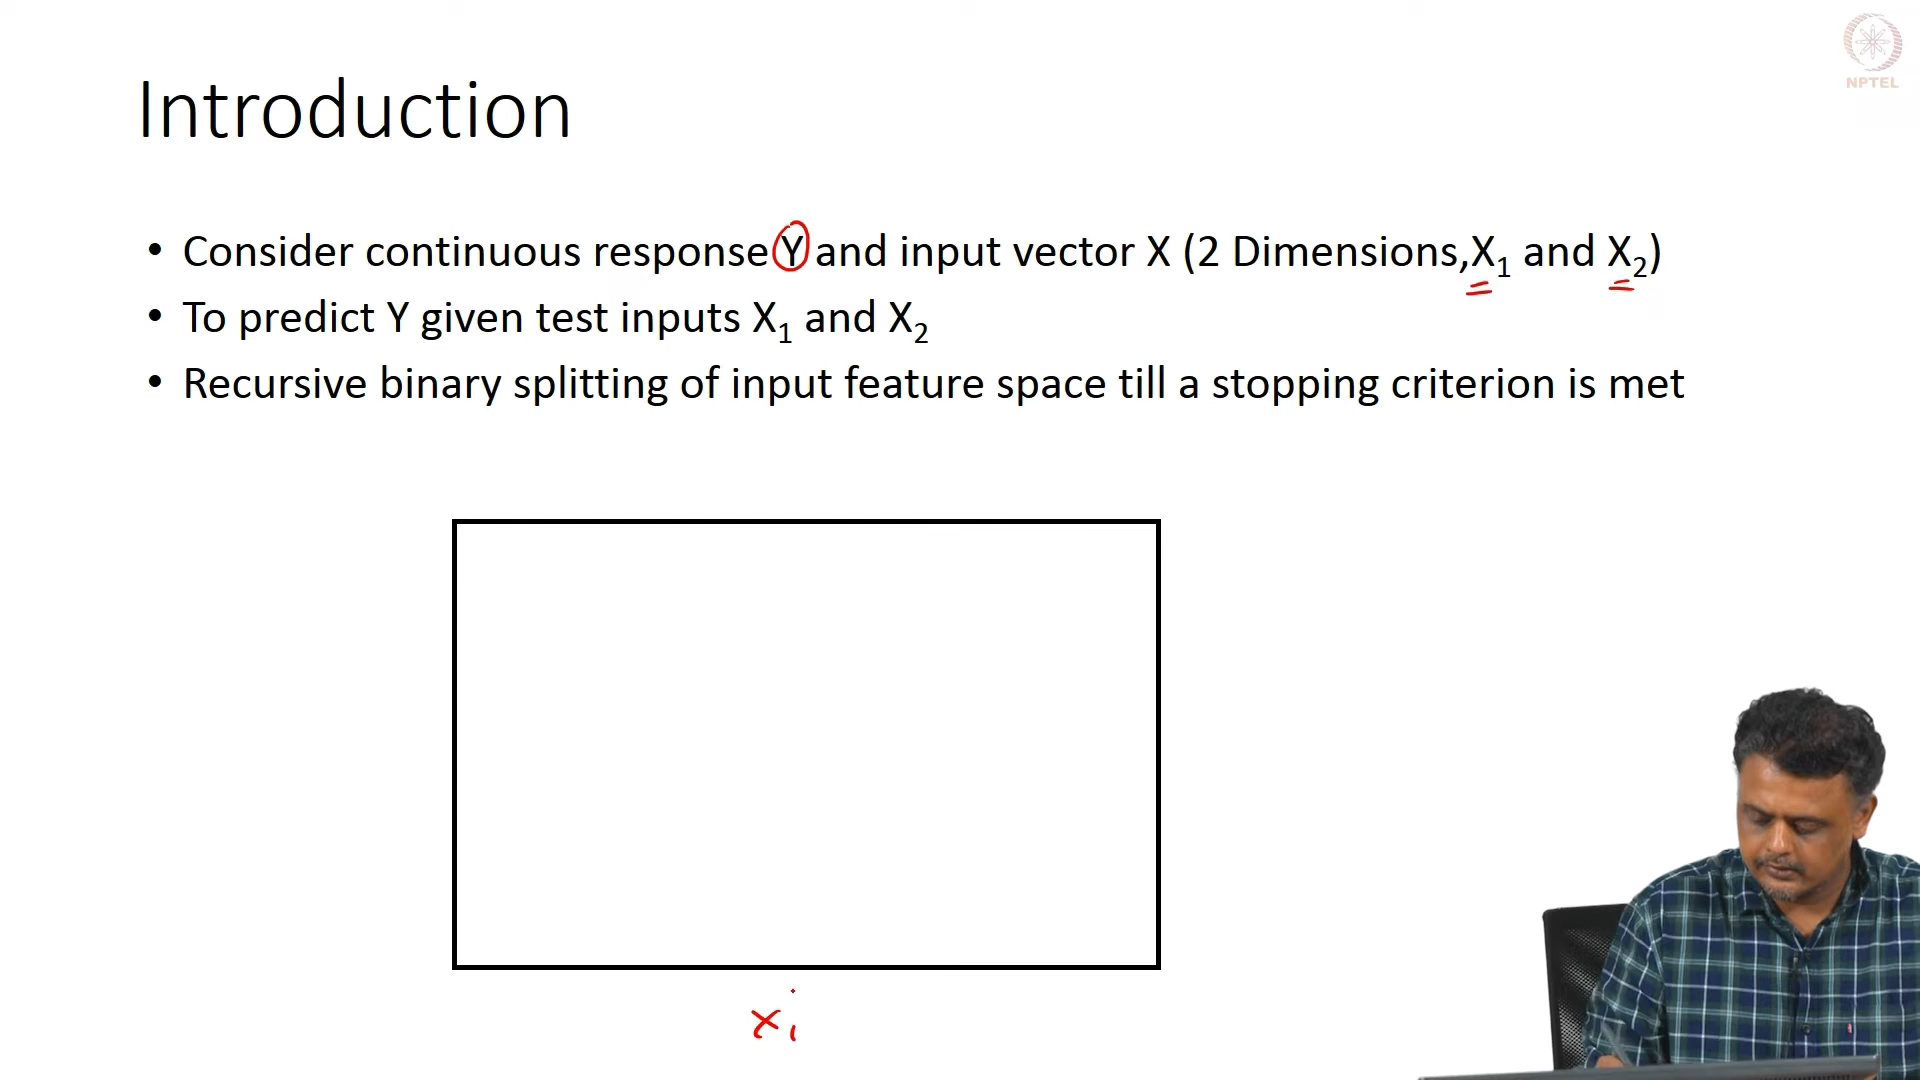 NPTEL
Introduction
• Consider continuous response Y and input vector X (2 Dimensions,X₁ and X₂)
• To predict Y given test inputs X₁ and X₂
• Recursive binary splitting of input feature space till a stopping criterion is met
x₁